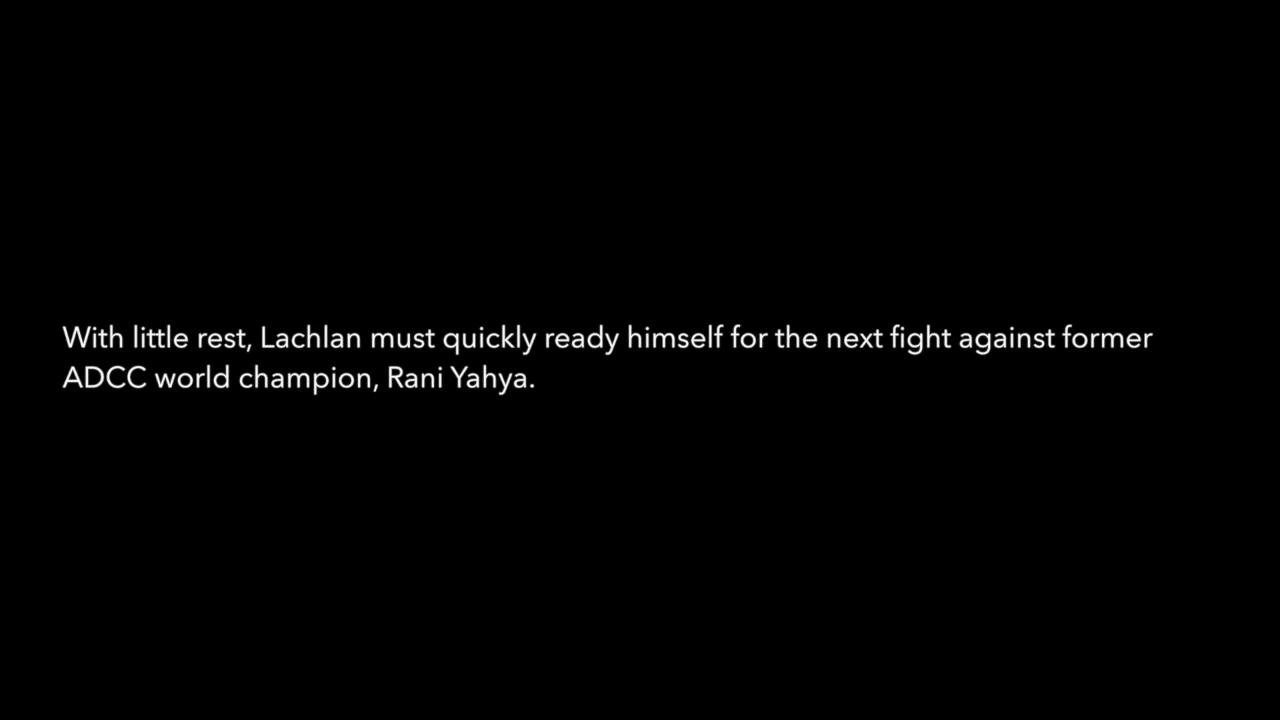 With little rest, Lachlan must quickly ready himself for the next fight against former
ADCC world champion, Rani Yahya.